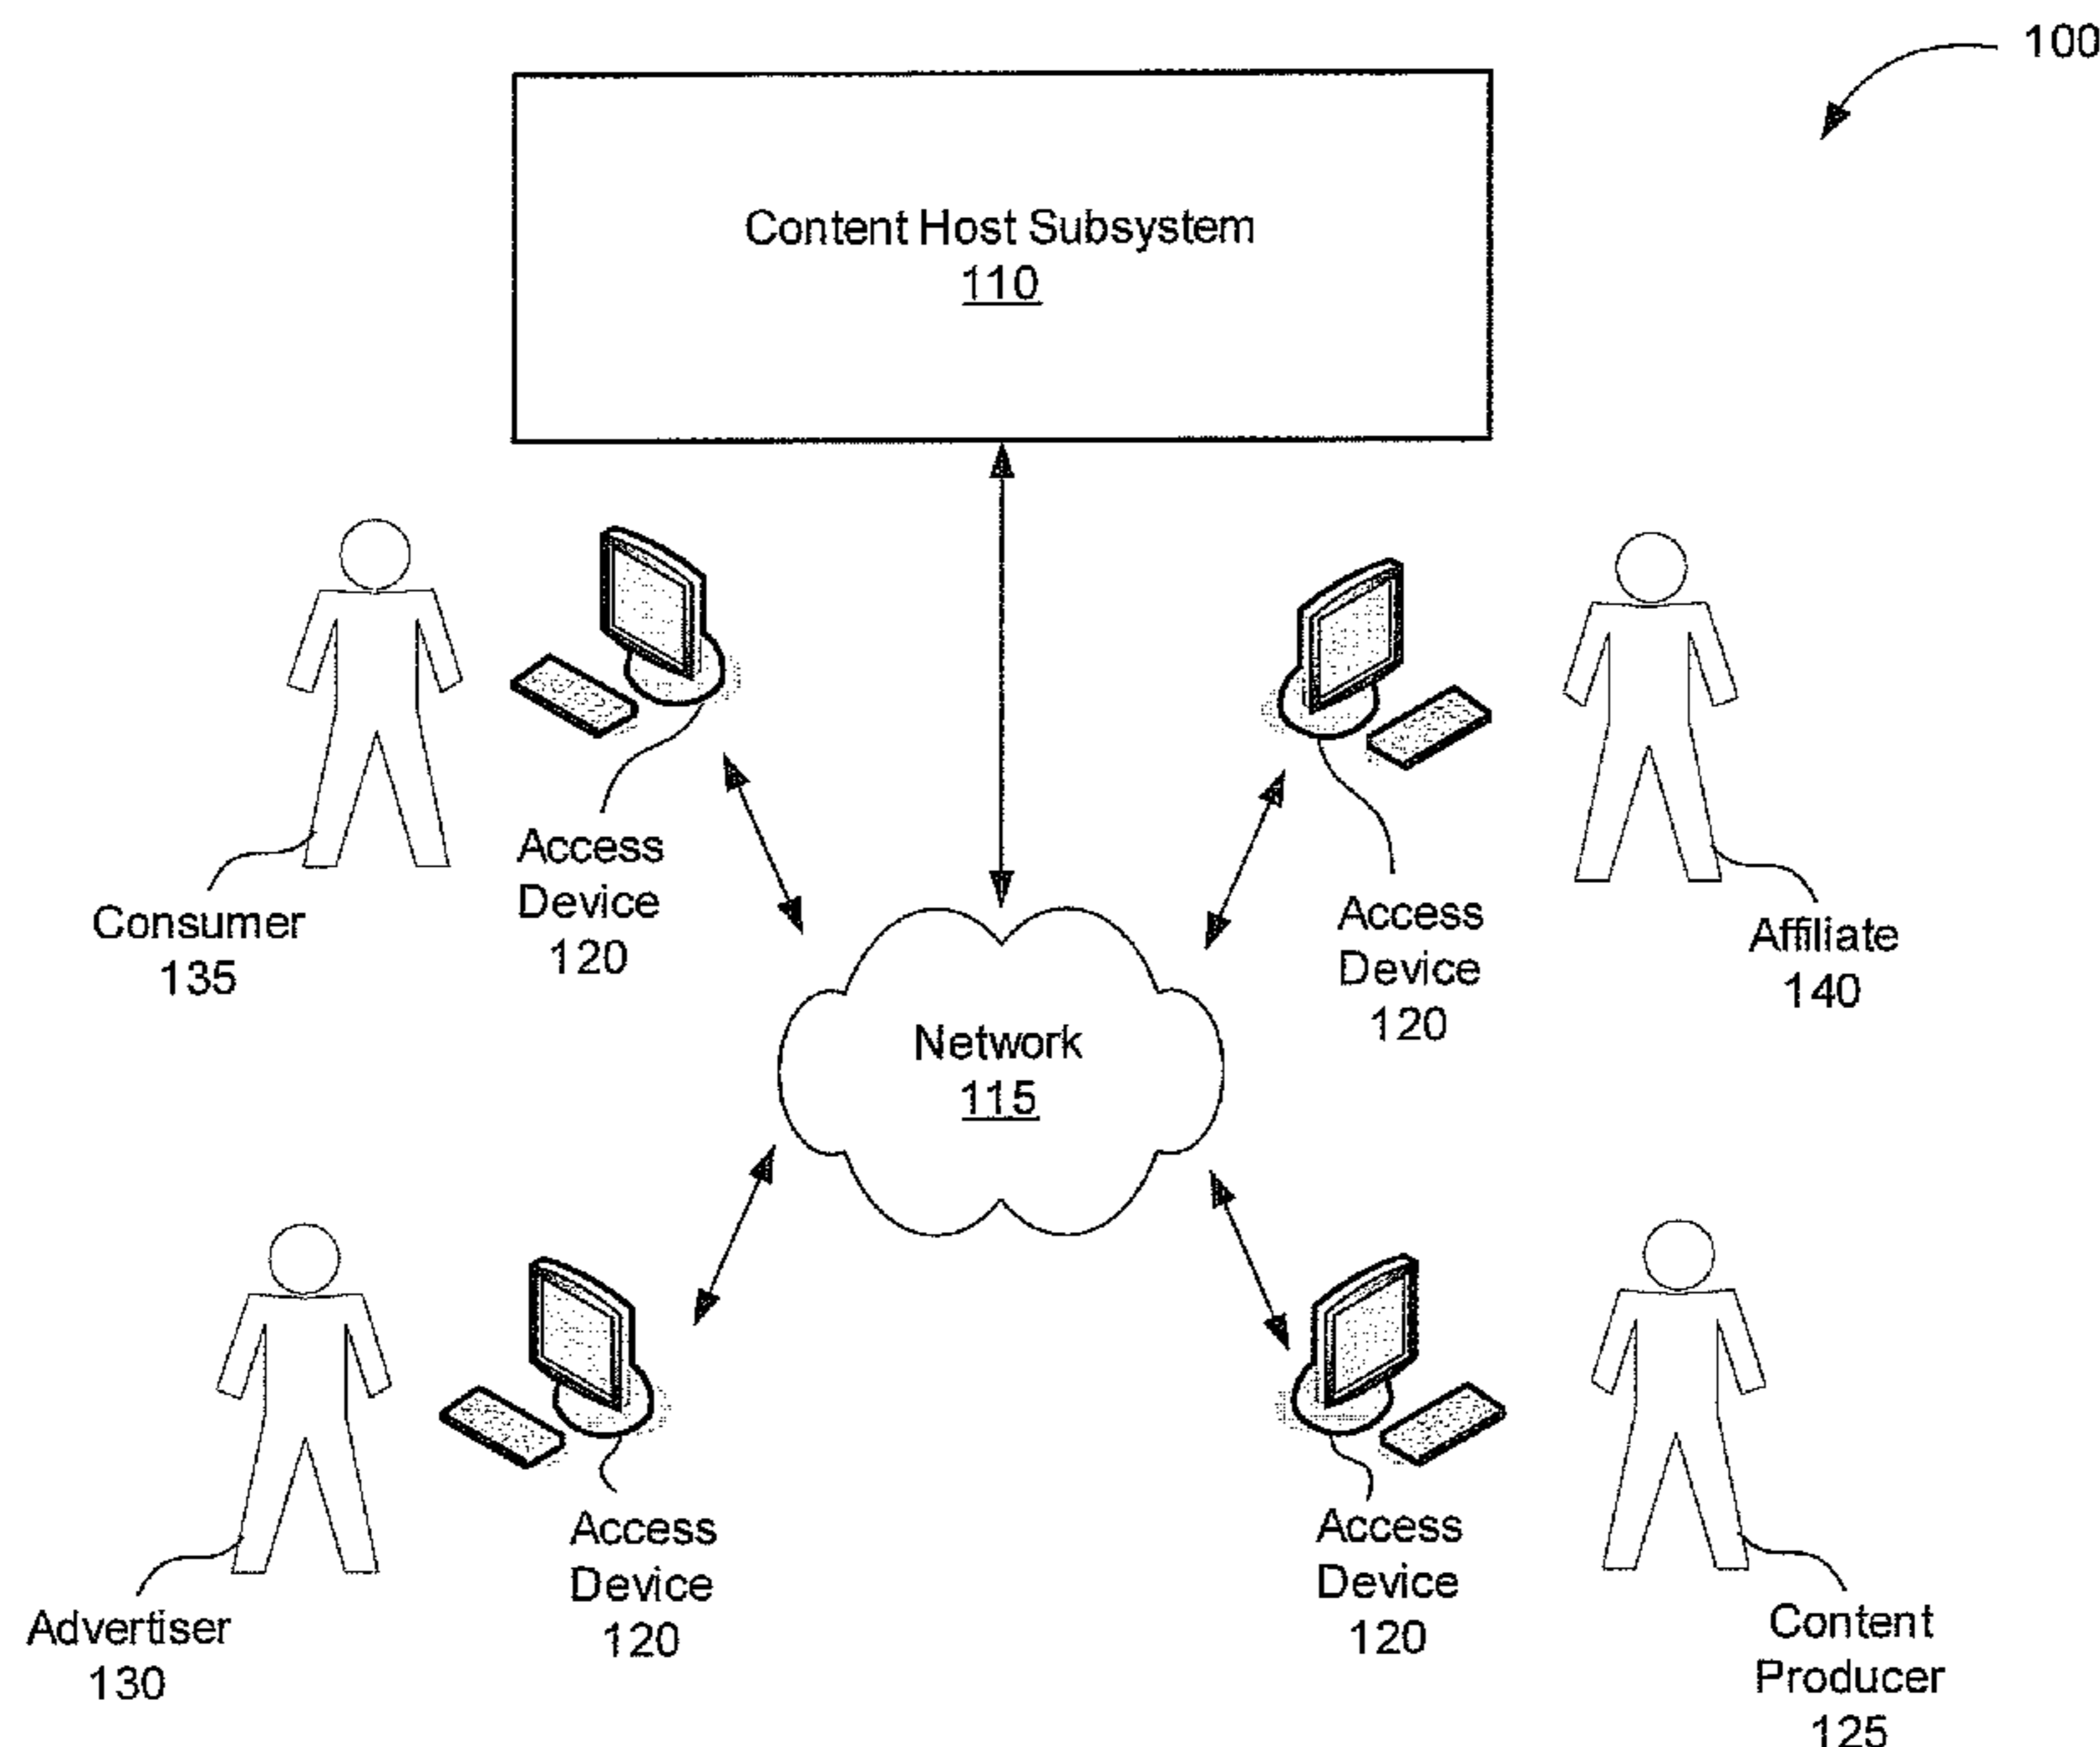 100
Content Host Subsystem
110
Access
Device
120
Consumer
135
Access
Device
120
Affiliate
140
Network
115
Access
Device
120
Advertiser
130
Access
Device
120
Content
Producer
125